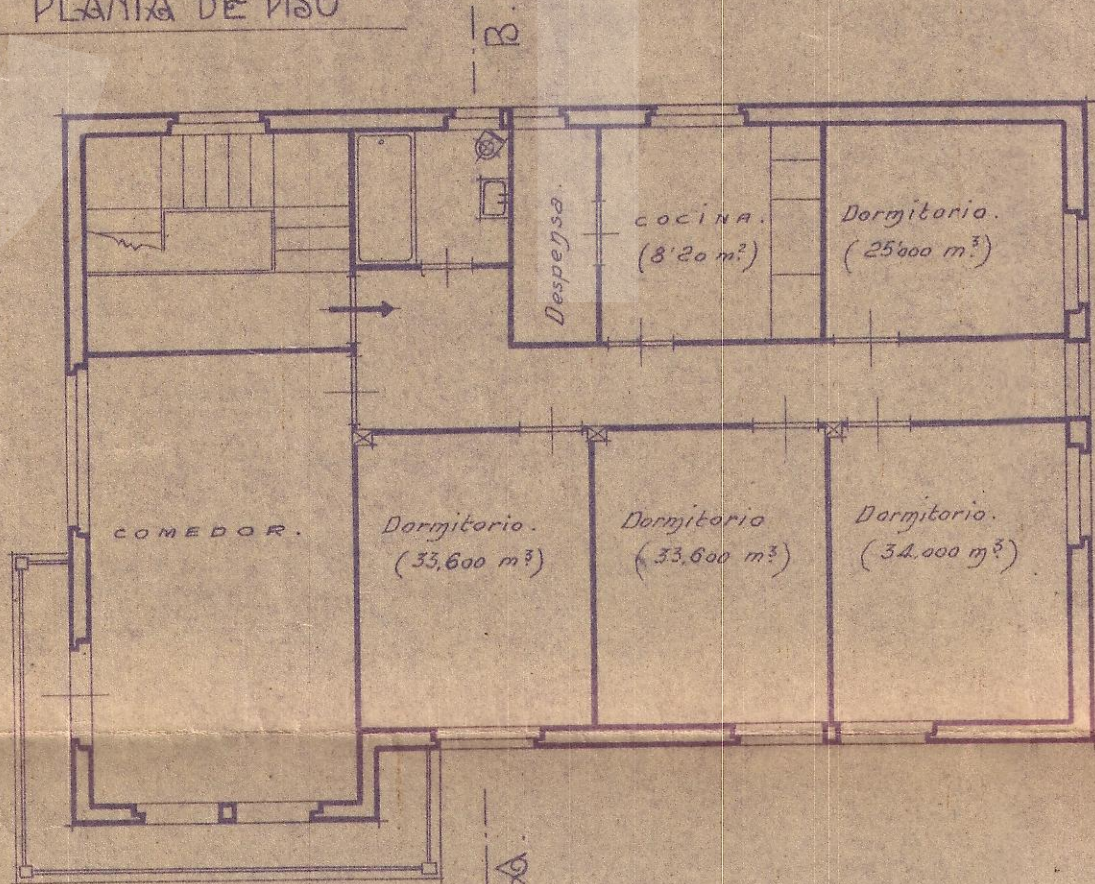 PLANTA DE PISO
B.
Despensa.
COCINA.
(8'20 m²)
Dormitorio.
(25'000 m³)
COMEDOR.
Dormitorio.
(33,600 m³)
Dormitorio
(33,600 m³)
Dormitorio.
(34.000 m³)
A.